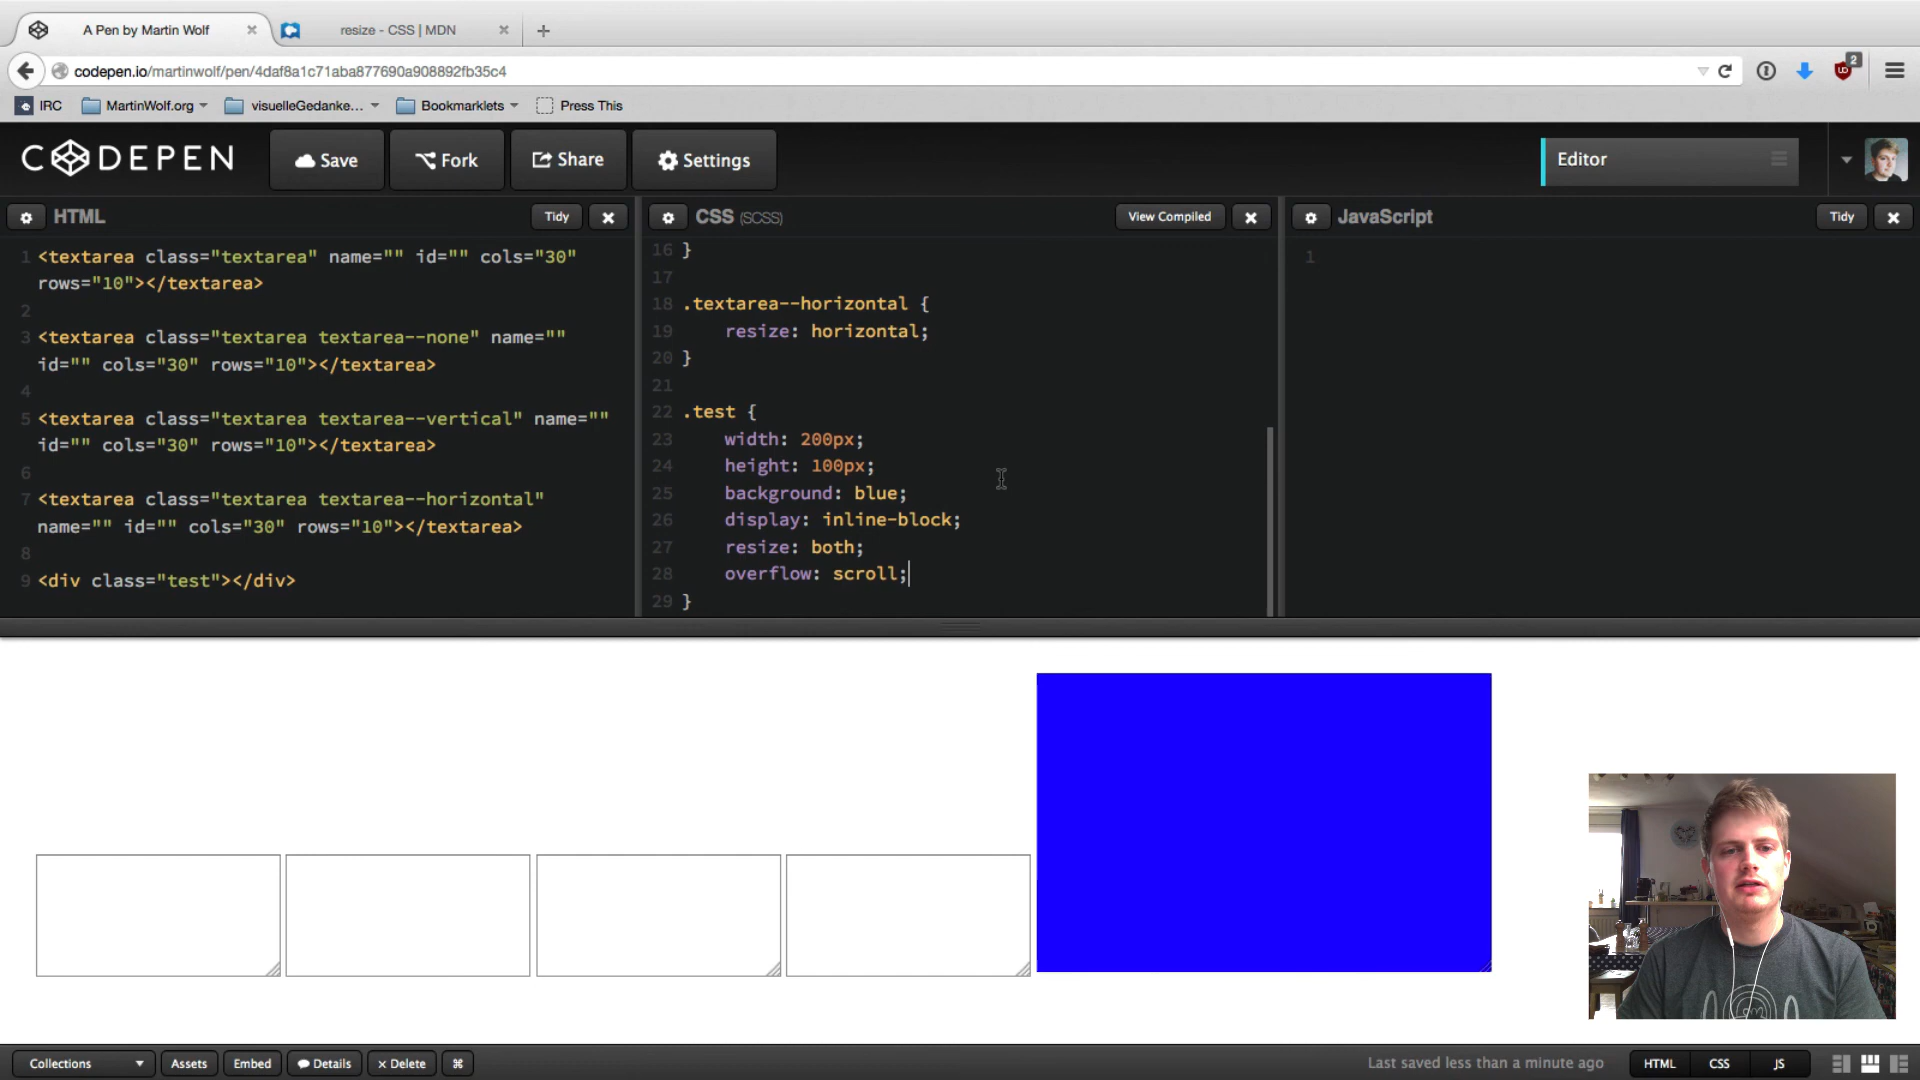 A Pen by Martin Wolf
resize - CSS | MDN
codepen.io/martinwolf/pen/4daf8a1c71aba877690a908892fb35c4
2
IRC MartinWolf.org visuelleGedanke... Bookmarklets Press This
CODEPEN Save Fork Share Settings Editor
HTML Tidy
1 <textarea class="textarea" name="" id="" cols="30"
rows="10"></textarea>
2
3 <textarea class="textarea textarea--none" name=""
id="" cols="30" rows="10"></textarea>
4
5 <textarea class="textarea textarea--vertical" name=""
id="" cols="30" rows="10"></textarea>
6
7 <textarea class="textarea textarea--horizontal"
name="" id="" cols="30" rows="10"></textarea>
8
9 <div class="test"></div>
CSS (SCSS) View Compiled
16 }
17
18 .textarea--horizontal {
19 resize: horizontal;
20 }
21
22 .test {
23 width: 200px;
24 height: 100px;
25 background: blue;
26 display: inline-block;
27 resize: both;
28 overflow: scroll;
29 }
JavaScript Tidy
1
Collections Assets Embed Details Delete ⌘ Last saved less than a minute ago HTML CSS JS